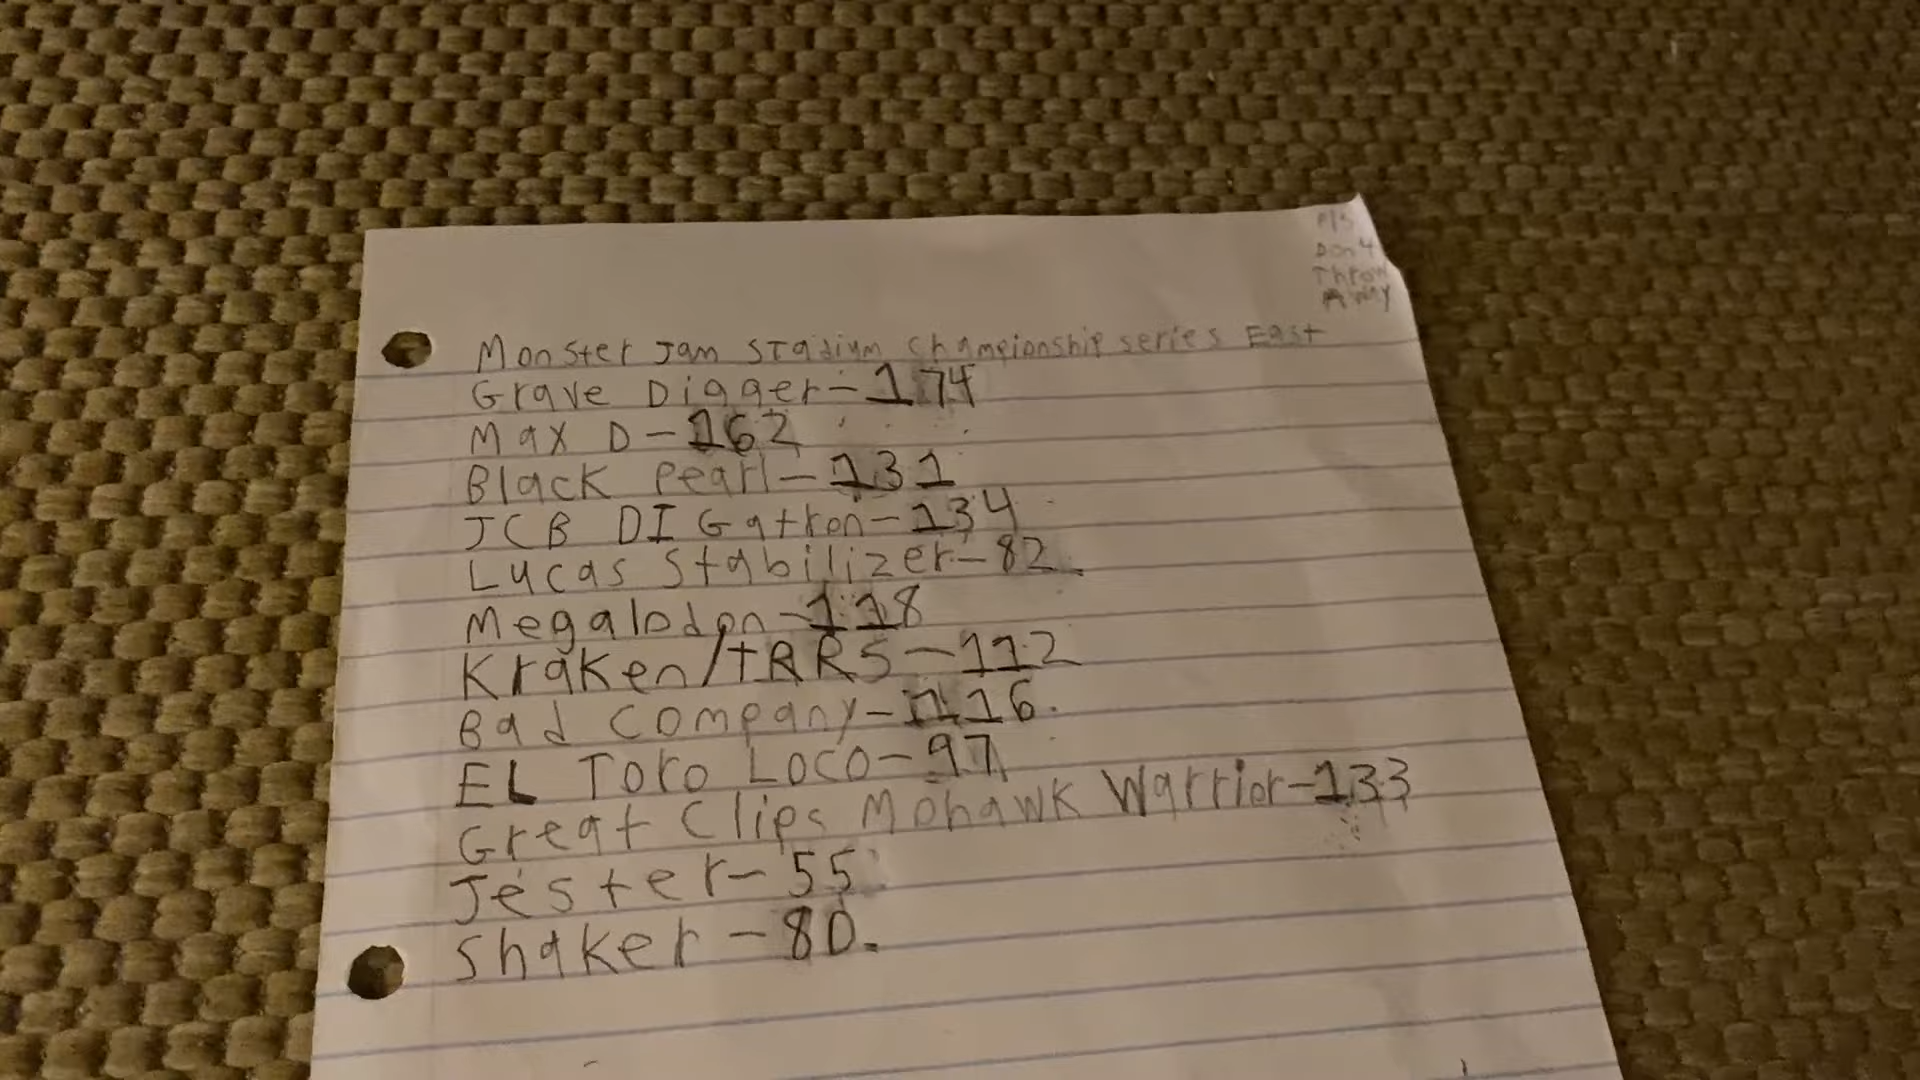 P/S
Don4
Throw
Away
Monster Jam Stadium Championship series East
Grave Digger-174
Max D-162
Black Pearl-131
JCB DIGatron-134
Lucas Stabilizer-82
Megalodon-118
Kraken/TRRS-112
Bad Company-116
EL Toro Loco-97
Great Clips Mohawk Warrior-133
Jester-55
Shaker-80